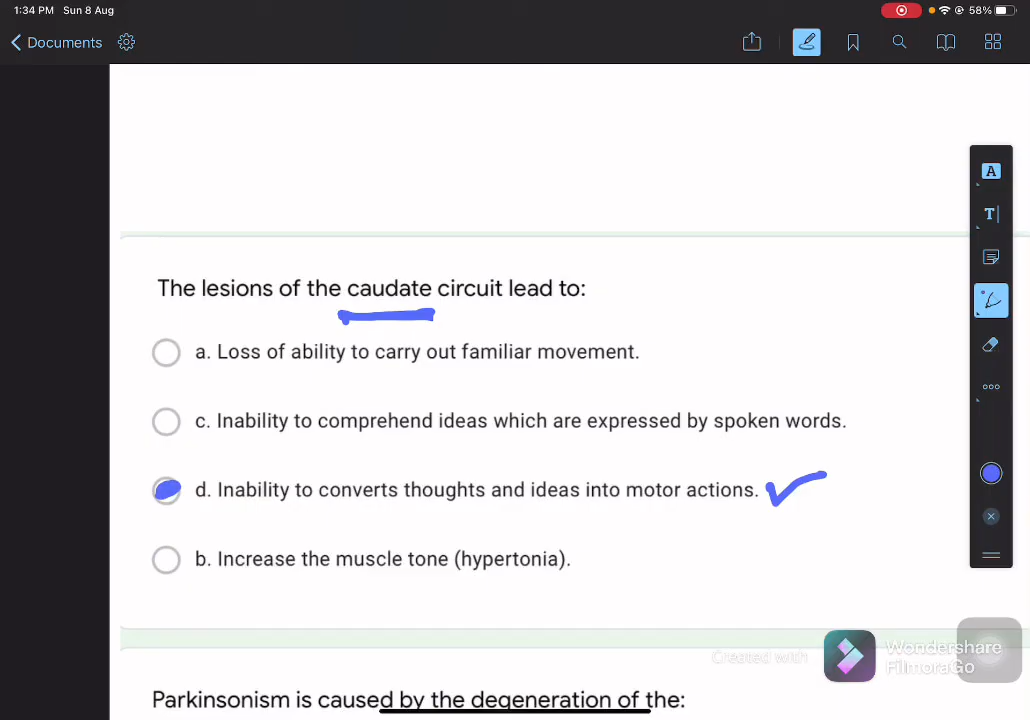 1:34 PM Sun 8 Aug
58%
Documents
A
T
The lesions of the caudate circuit lead to:
a. Loss of ability to carry out familiar movement.
c. Inability to comprehend ideas which are expressed by spoken words.
d. Inability to converts thoughts and ideas into motor actions.
b. Increase the muscle tone (hypertonia).
Created with
Wondershare
FilmoraGo
Parkinsonism is caused by the degeneration of the: